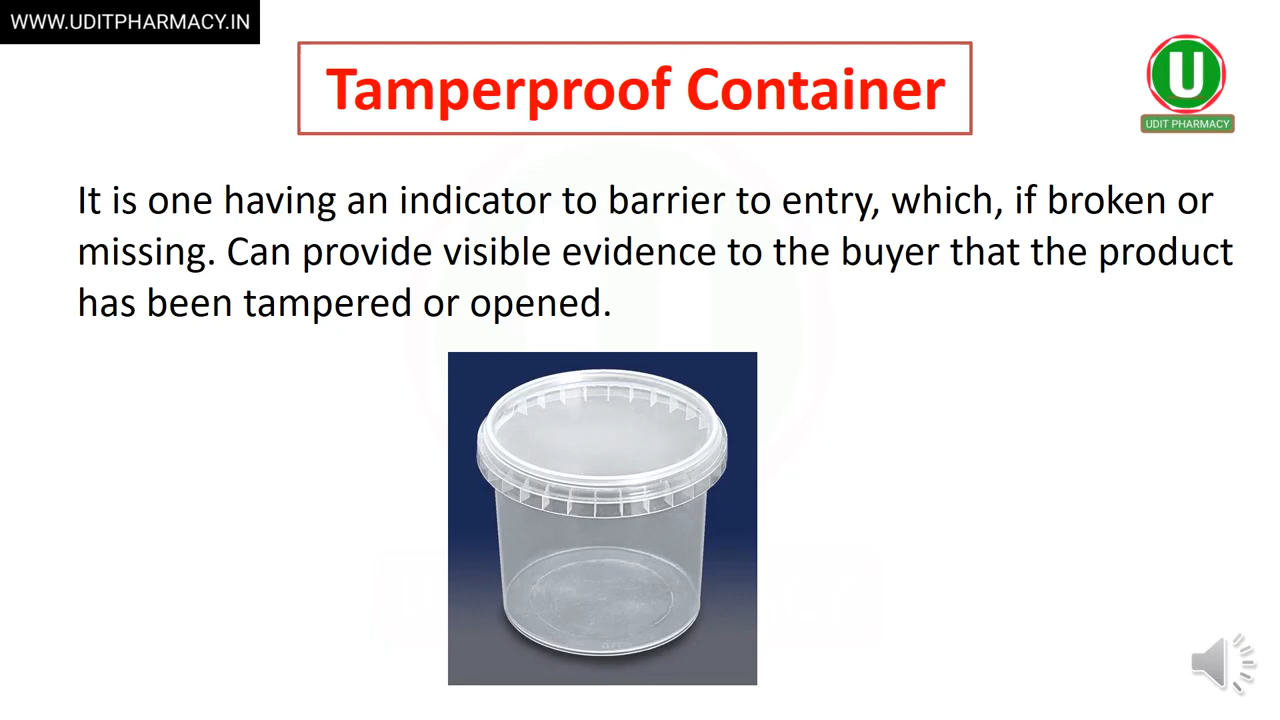 WWW.UDITPHARMACY.IN
Tamperproof Container
U
UDIT PHARMACY
It is one having an indicator to barrier to entry, which, if broken or
missing. Can provide visible evidence to the buyer that the product
has been tampered or opened.